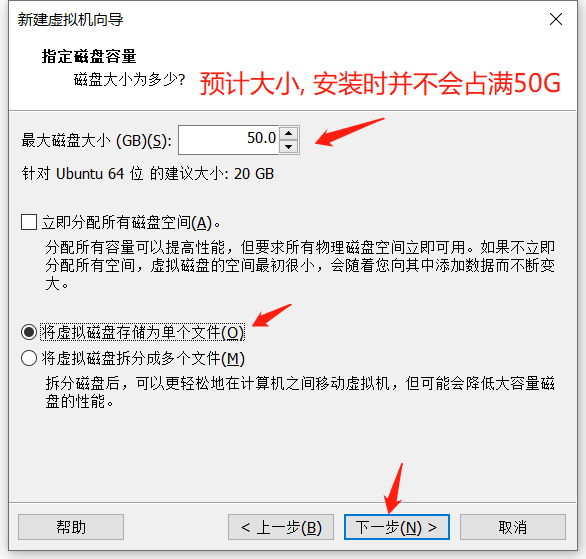 新建虚拟机向导
指定磁盘容量
磁盘大小为多少?
预计大小, 安装时并不会占满50G
最大磁盘大小 (GB)(S):
50.0
针对 Ubuntu 64 位 的建议大小: 20 GB
立即分配所有磁盘空间(A)。
分配所有容量可以提高性能，但要求所有物理磁盘空间立即可用。如果不立即
分配所有空间，虚拟磁盘的空间最初很小，会随着您向其中添加数据而不断变
大。
将虚拟磁盘存储为单个文件(O)
将虚拟磁盘拆分成多个文件(M)
拆分磁盘后，可以更轻松地在计算机之间移动虚拟机，但可能会降低大容量磁
盘的性能。
帮助
< 上一步(B)
下一步(N) >
取消